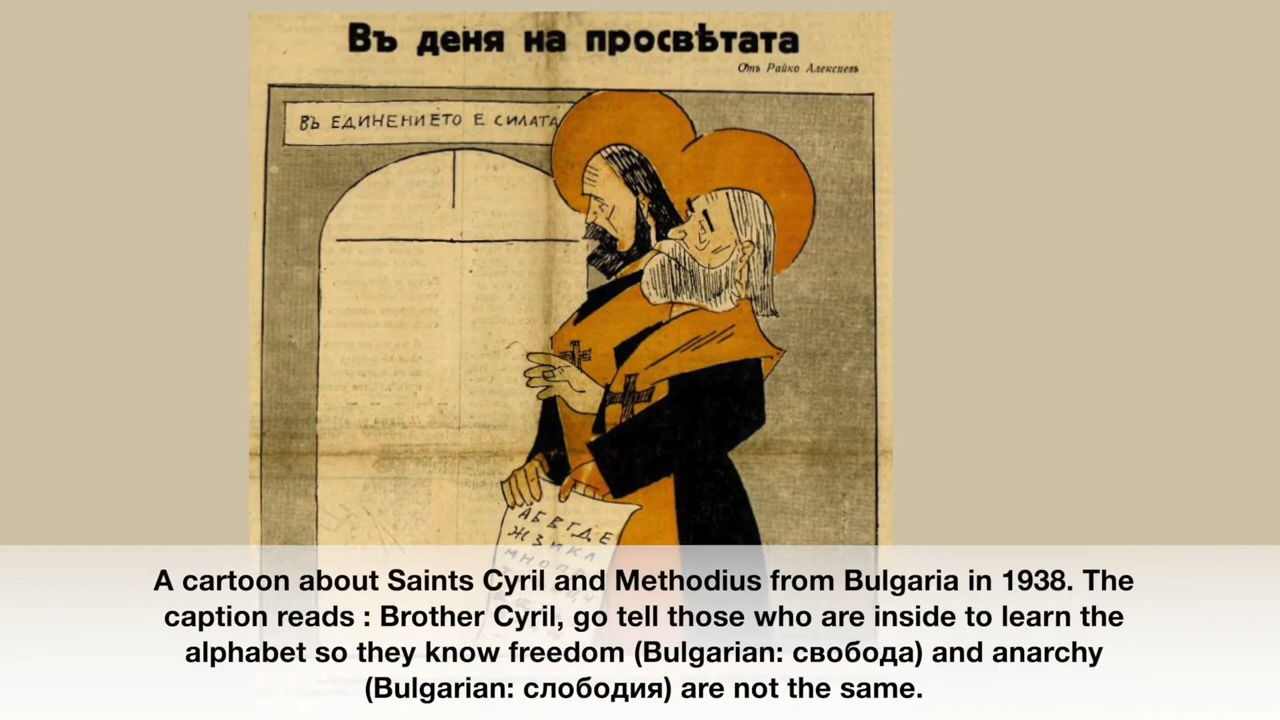 Въ деня на просвѣтата
Отъ Райко Алексиевъ
ВЪ ЕДИНЕНИЕТО Е СИЛАТА
А Б В Г Д Е
Ж З И К Л
М Н О П
A cartoon about Saints Cyril and Methodius from Bulgaria in 1938. The
caption reads : Brother Cyril, go tell those who are inside to learn the
alphabet so they know freedom (Bulgarian: свобода) and anarchy
(Bulgarian: слободия) are not the same.